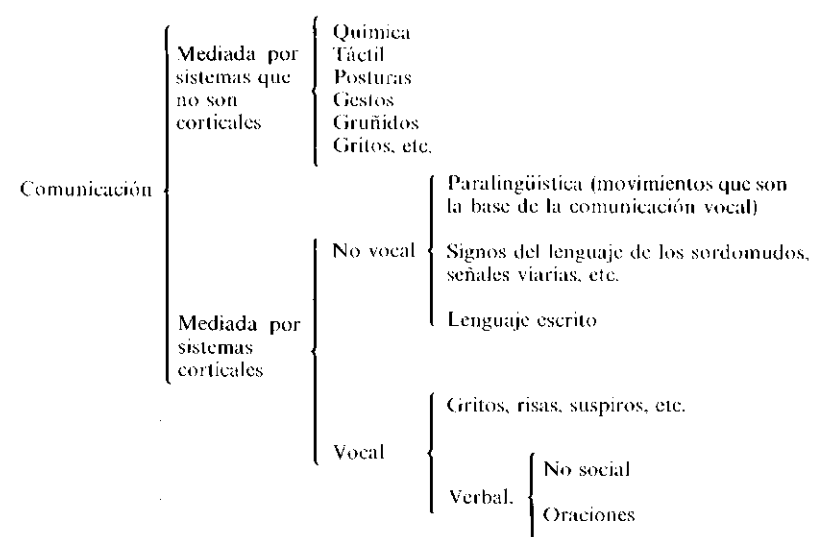 Comunicación
Mediada por
sistemas que
no son
corticales
Química
Táctil
Posturas
Gestos
Gruñidos
Gritos, etc.
Mediada por
sistemas
corticales
No vocal
Paralingüística (movimientos que son
la base de la comunicación vocal)
Signos del lenguaje de los sordomudos,
señales viarias, etc.
Lenguaje escrito
Vocal
Gritos, risas, suspiros, etc.
Verbal.
No social
Oraciones